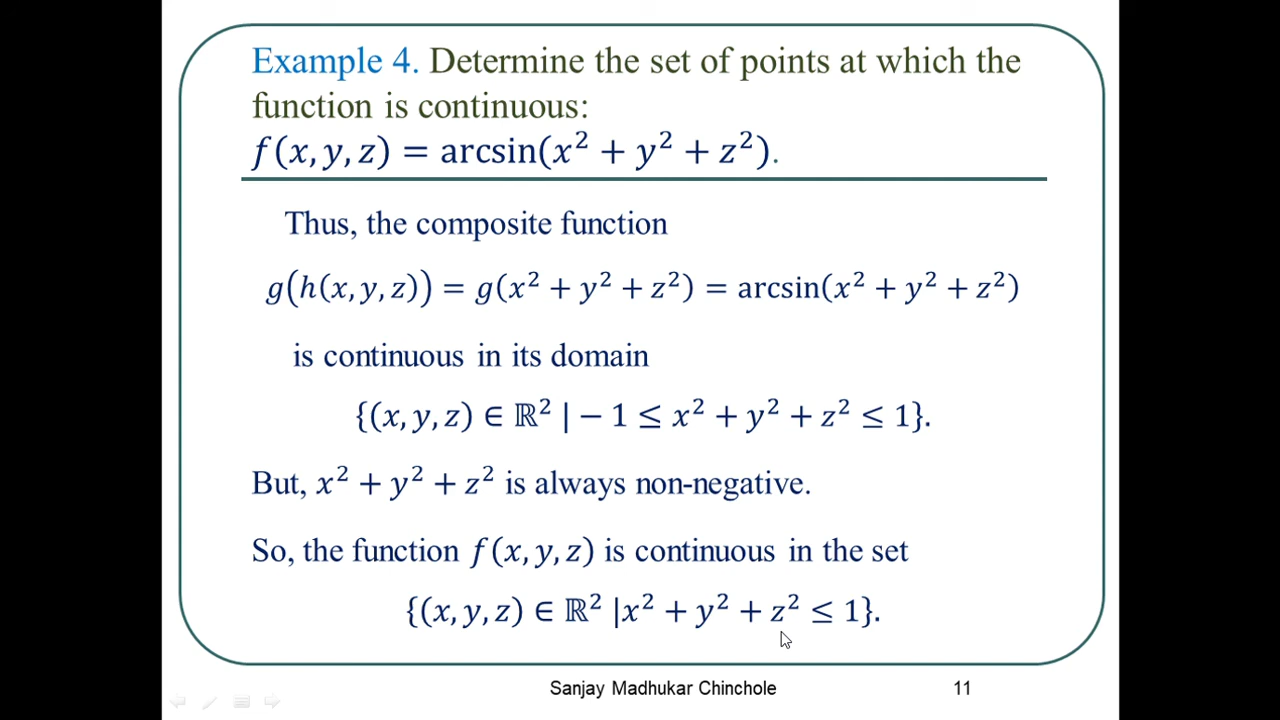 Example 4. Determine the set of points at which the
function is continuous:
f(x, y, z) = arcsin(x² + y² + z²).
Thus, the composite function
g(h(x, y, z)) = g(x² + y² + z²) = arcsin(x² + y² + z²)
is continuous in its domain
{(x, y, z) ∈ ℝ² | − 1 ≤ x² + y² + z² ≤ 1}.
But, x² + y² + z² is always non-negative.
So, the function f(x, y, z) is continuous in the set
{(x, y, z) ∈ ℝ² |x² + y² + z² ≤ 1}.
Sanjay Madhukar Chinchole 11